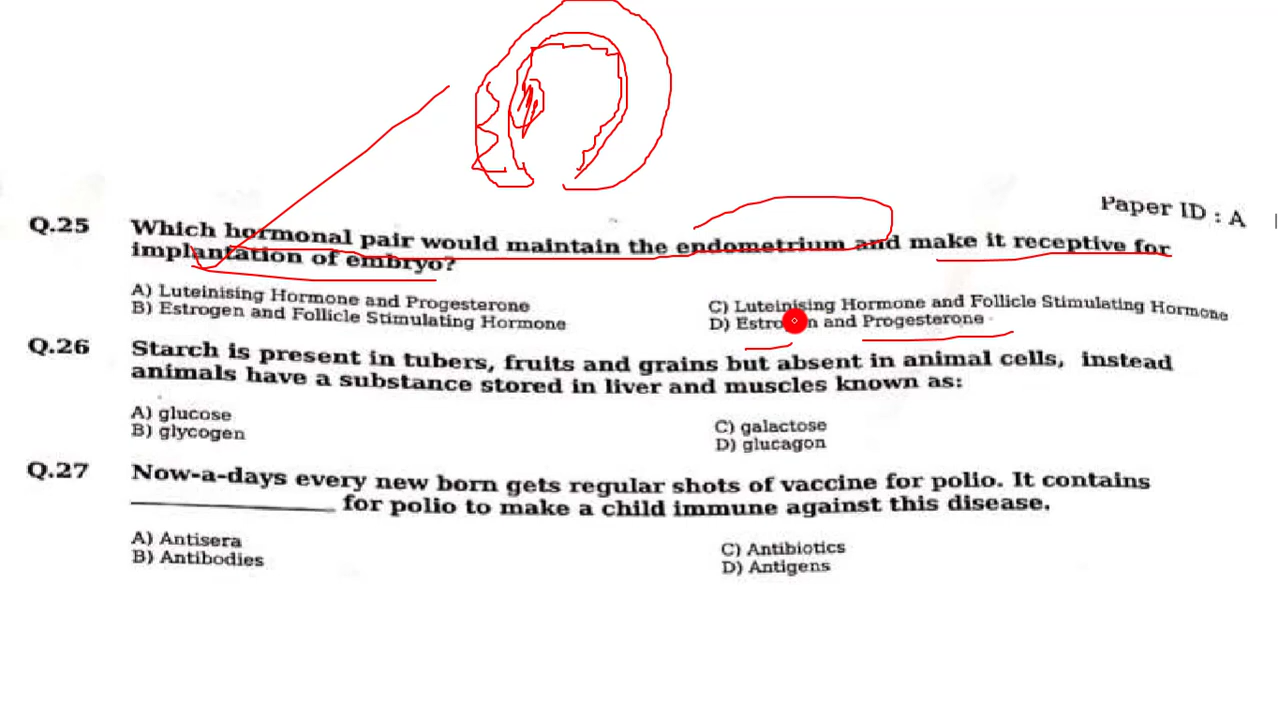 Paper ID : A
Q.25 Which hormonal pair would maintain the endometrium and make it receptive for
implantation of embryo?
A) Luteinising Hormone and Progesterone
B) Estrogen and Follicle Stimulating Hormone
C) Luteinising Hormone and Follicle Stimulating Hormone
D) Estro n and Progesterone
Q.26 Starch is present in tubers, fruits and grains but absent in animal cells, instead
animals have a substance stored in liver and muscles known as:
A) glucose
B) glycogen
C) galactose
D) glucagon
Q.27 Now-a-days every new born gets regular shots of vaccine for polio. It contains
____________ for polio to make a child immune against this disease.
A) Antisera
B) Antibodies
C) Antibiotics
D) Antigens